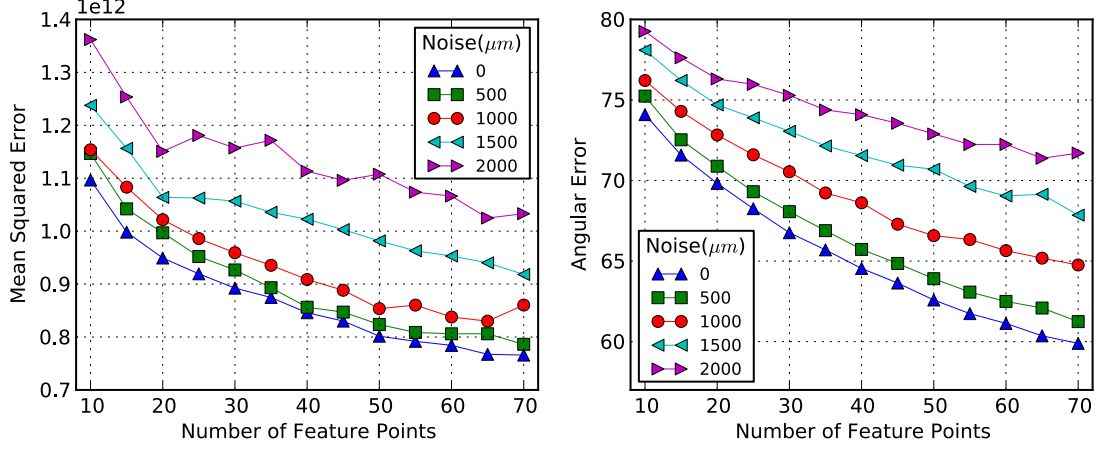 1e12
1.4
1.3
1.2
1.1
1.0
0.9
0.8
0.7
Mean Squared Error
10 20 30 40 50 60 70
Number of Feature Points
Noise(μm)
0
500
1000
1500
2000
80
75
70
65
60
Angular Error
Noise(μm)
0
500
1000
1500
2000
10 20 30 40 50 60 70
Number of Feature Points